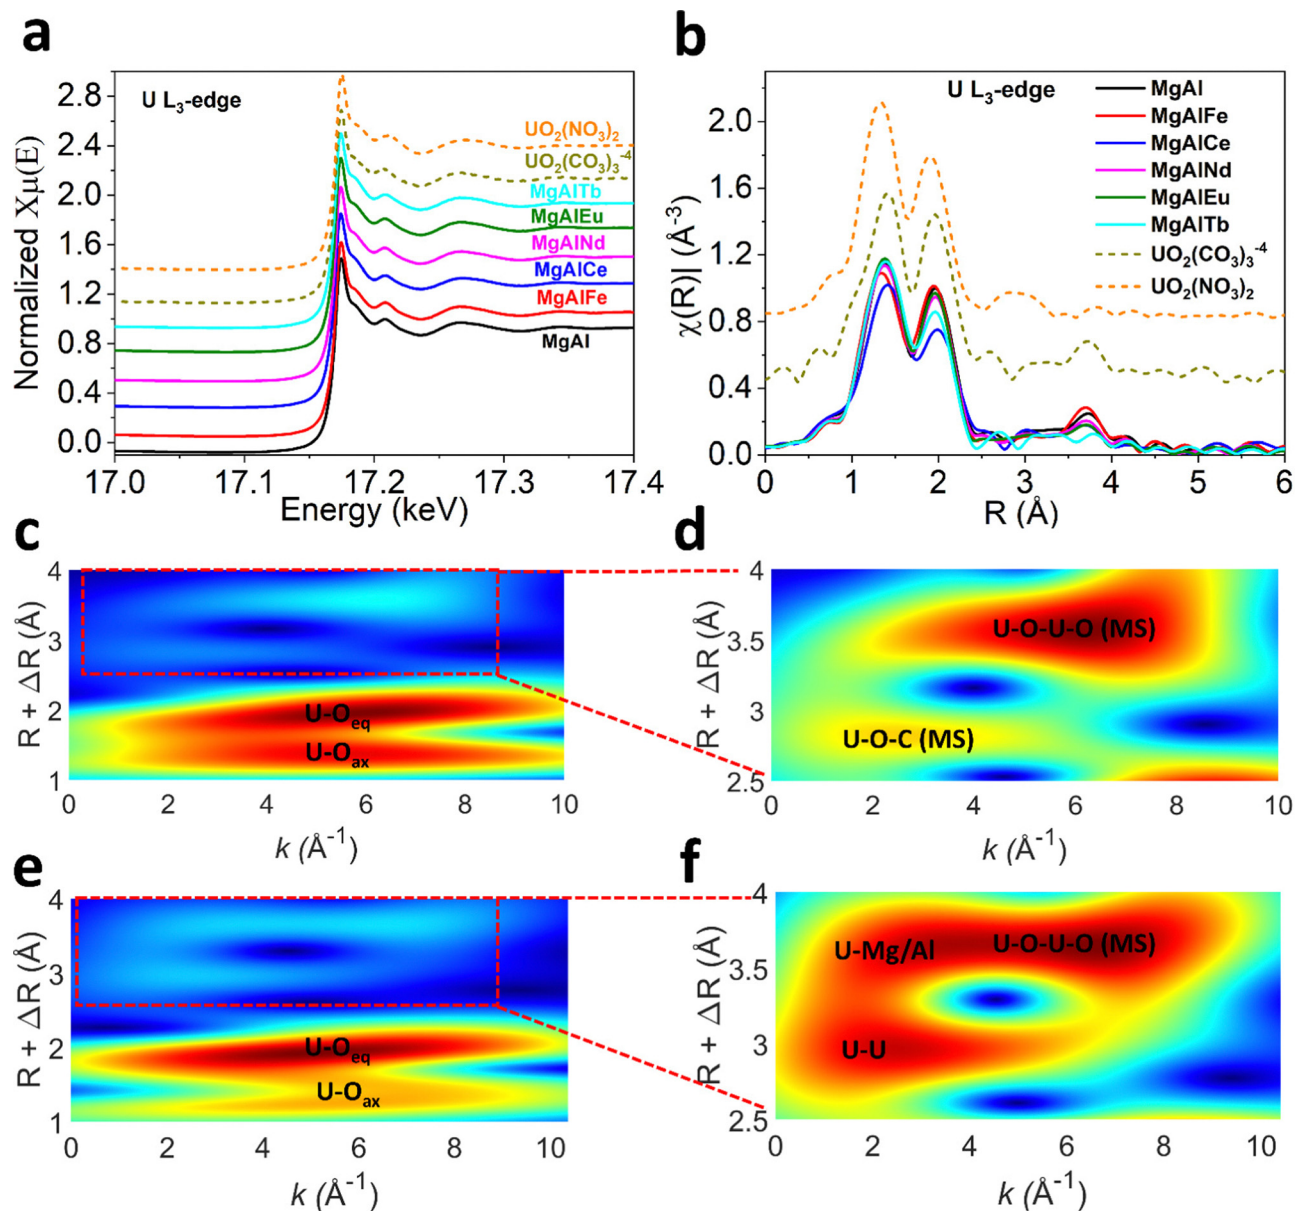 a
Normalized Xμ(E)
2.8
2.4
2.0
1.6
1.2
0.8
0.4
0.0
U L3-edge
UO2(NO3)2
UO2(CO3)3-4
MgAlTb
MgAlEu
MgAlNd
MgAlCe
MgAlFe
MgAl
17.0 17.1 17.2 17.3 17.4
Energy (keV)
b
χ(R)| (Å-3)
2.0
1.6
1.2
0.8
0.4
0.0
U L3-edge
MgAl
MgAlFe
MgAlCe
MgAlNd
MgAlEu
MgAlTb
UO2(CO3)3-4
UO2(NO3)2
0 1 2 3 4 5 6
R (Å)
c
R + ΔR (Å)
4
3
2
1
U-Oeq
U-Oax
0 2 4 6 8 10
k (Å-1)
d
R + ΔR (Å)
4
3.5
3
2.5
U-O-U-O (MS)
U-O-C (MS)
0 2 4 6 8 10
k (Å-1)
e
R + ΔR (Å)
4
3
2
1
U-Oeq
U-Oax
0 2 4 6 8 10
k (Å-1)
f
R + ΔR (Å)
4
3.5
3
2.5
U-Mg/Al
U-O-U-O (MS)
U-U
0 2 4 6 8 10
k (Å-1)